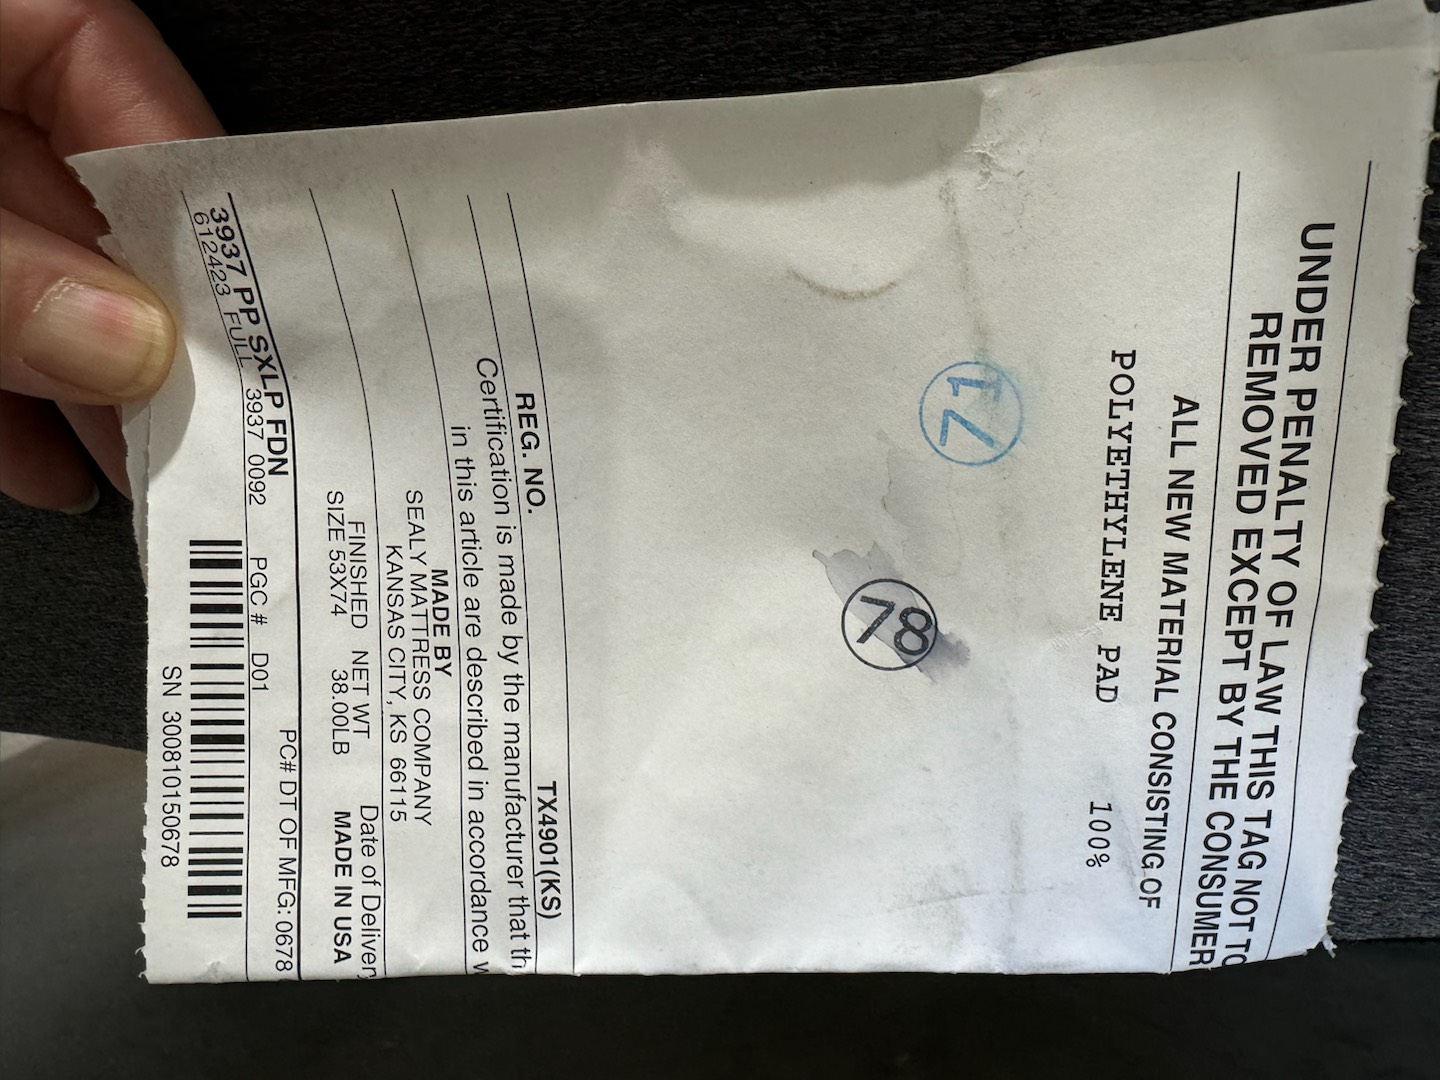 UNDER PENALTY OF LAW THIS TAG NOT TO
REMOVED EXCEPT BY THE CONSUMER
ALL NEW MATERIAL CONSISTING OF
POLYETHYLENE PAD 100%
71
78
REG. NO. TX4901(KS)
Certification is made by the manufacturer that th
in this article are described in accordance w
MADE BY
SEALY MATTRESS COMPANY
KANSAS CITY, KS 66115
Date of Delivery
FINISHED NET WT
SIZE 53X74 38.00LB MADE IN USA
3937 PP SXLP FDN PC# DT OF MFG: 0678
612423 FULL 3937 0092 PGC # D01
SN 300810150678